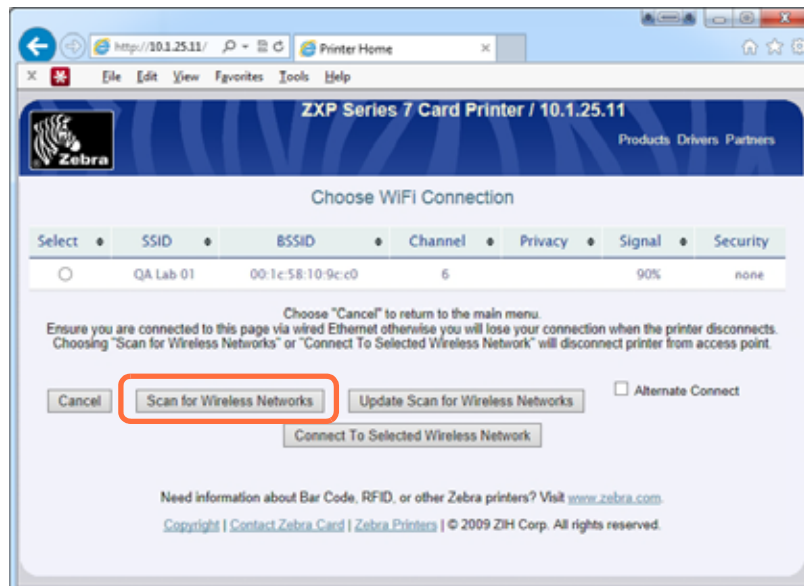 http://10.1.25.11/
Printer Home
File Edit View Favorites Tools Help
ZXP Series 7 Card Printer / 10.1.25.11
Zebra
Products Drivers Partners
Choose WiFi Connection
Select SSID BSSID Channel Privacy Signal Security
QA Lab 01 00:1c:58:10:9c:c0 6 90% none
Choose "Cancel" to return to the main menu.
Ensure you are connected to this page via wired Ethernet otherwise you will lose your connection when the printer disconnects.
Choosing "Scan for Wireless Networks" or "Connect To Selected Wireless Network" will disconnect printer from access point.
Cancel Scan for Wireless Networks Update Scan for Wireless Networks Alternate Connect
Connect To Selected Wireless Network
Need information about Bar Code, RFID, or other Zebra printers? Visit www.zebra.com.
Copyright | Contact Zebra Card | Zebra Printers | © 2009 ZIH Corp. All rights reserved.